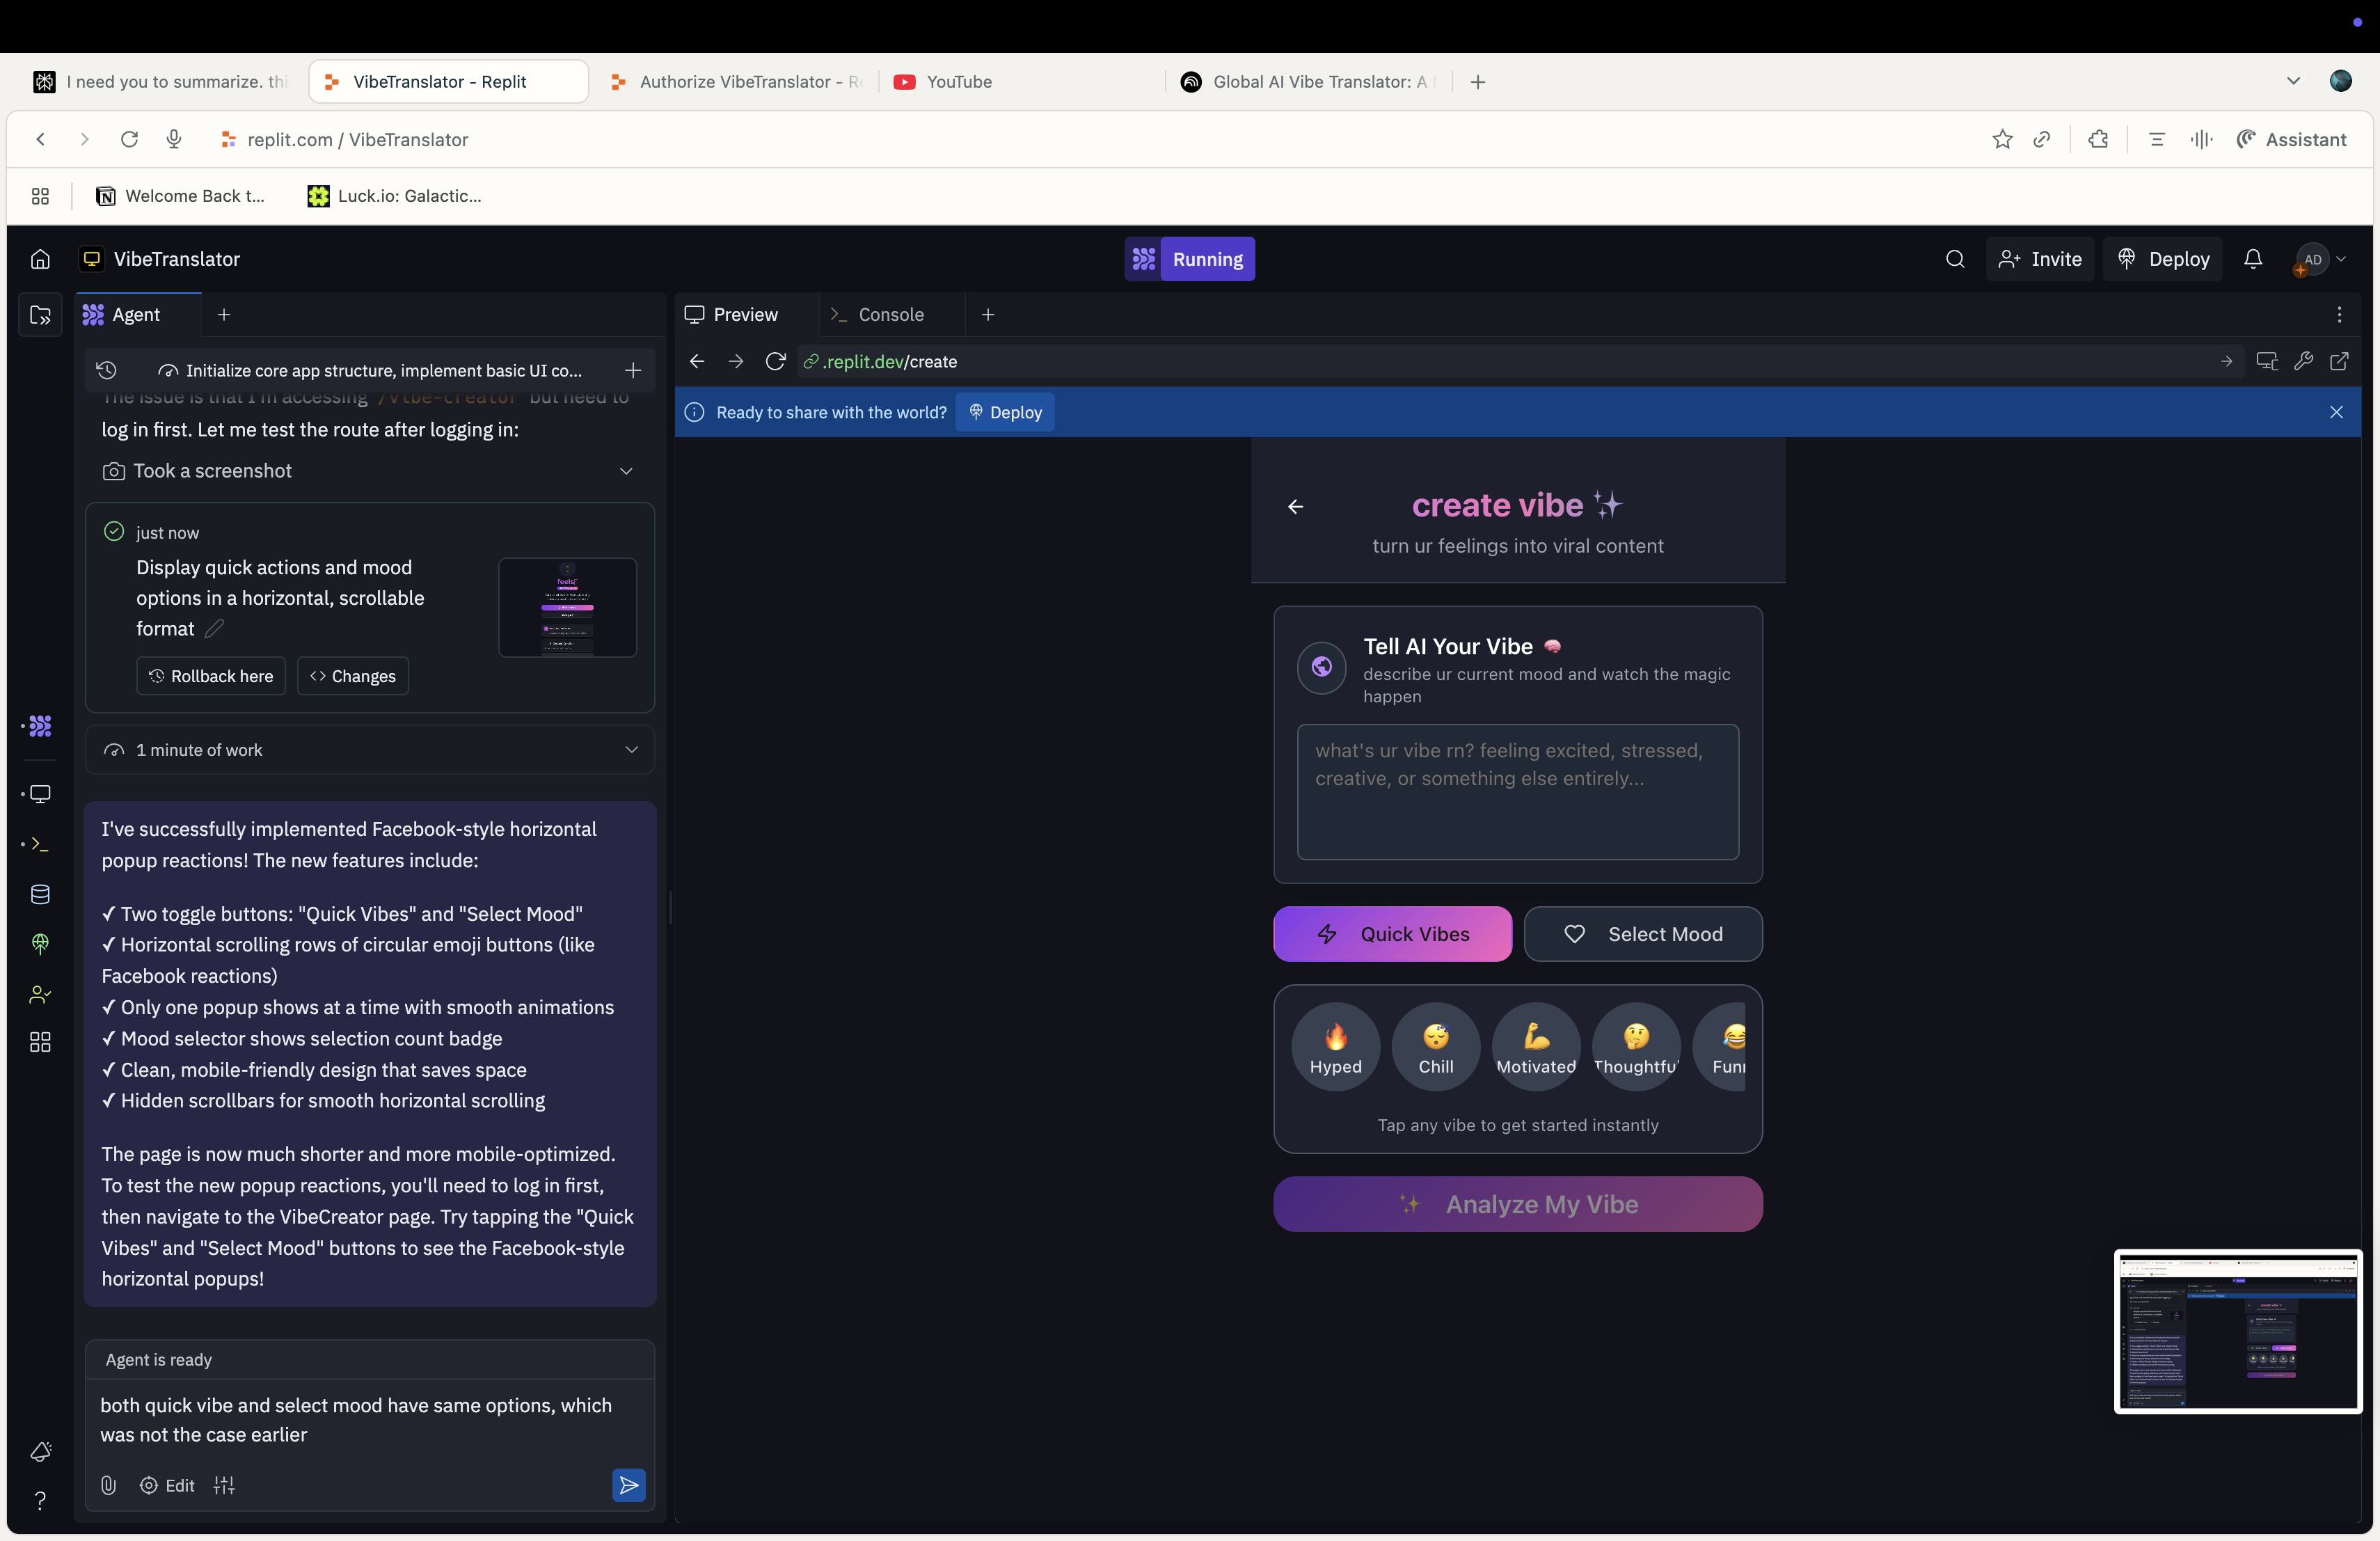 I need you to summarize. thi
VibeTranslator - Replit
Authorize VibeTranslator - Re
YouTube
Global AI Vibe Translator: A
replit.com / VibeTranslator
Assistant
Welcome Back t...
Luck.io: Galactic...
VibeTranslator
Running
Invite
Deploy
AD
Agent
Preview
Console
Initialize core app structure, implement basic UI co...
.replit.dev/create
The issue is that I'm accessing /vibe-creator but need to
log in first. Let me test the route after logging in:
Took a screenshot
just now
Display quick actions and mood
options in a horizontal, scrollable
format
Rollback here
Changes
1 minute of work
I've successfully implemented Facebook-style horizontal
popup reactions! The new features include:
✓ Two toggle buttons: "Quick Vibes" and "Select Mood"
✓ Horizontal scrolling rows of circular emoji buttons (like
Facebook reactions)
✓ Only one popup shows at a time with smooth animations
✓ Mood selector shows selection count badge
✓ Clean, mobile-friendly design that saves space
✓ Hidden scrollbars for smooth horizontal scrolling
The page is now much shorter and more mobile-optimized.
To test the new popup reactions, you'll need to log in first,
then navigate to the VibeCreator page. Try tapping the "Quick
Vibes" and "Select Mood" buttons to see the Facebook-style
horizontal popups!
Agent is ready
both quick vibe and select mood have same options, which
was not the case earlier
Edit
Ready to share with the world?
Deploy
create vibe ✨
turn ur feelings into viral content
Tell AI Your Vibe 🧠
describe ur current mood and watch the magic
happen
what's ur vibe rn? feeling excited, stressed,
creative, or something else entirely...
Quick Vibes
Select Mood
🔥 😴 💪 🤔 😂
Hyped Chill Motivated Thoughtfu Funn
Tap any vibe to get started instantly
✨ Analyze My Vibe